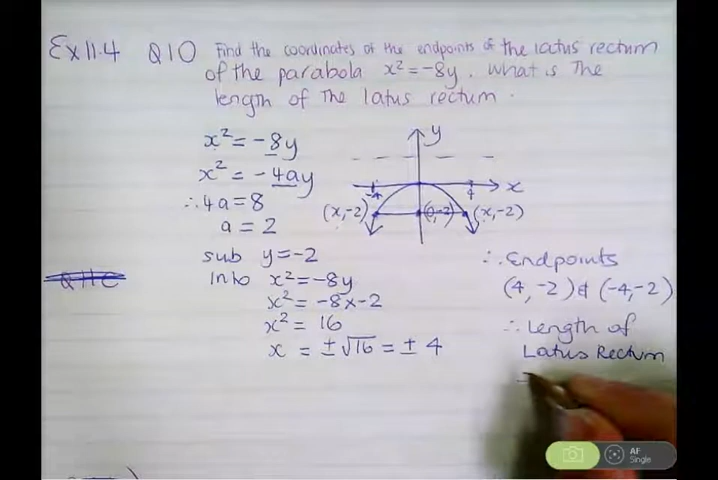 Ex 11.4 Q10 Find the coordinates of the endpoints of the latus rectum
of the parabola x² = -8y. What is The
length of The latus rectum.
x² = -8y
x² = -4ay
∴ 4a = 8
a = 2
sub y = -2
Into x² = -8y
x² = -8x-2
x² = 16
x = ±√16 = ± 4
y
x
-4
4
(x,-2)
(0,-2)
(x,-2)
Q11c
∴ Endpoints
(4, -2) & (-4,-2)
∴ Length of
Latus Rectum
AF
Single